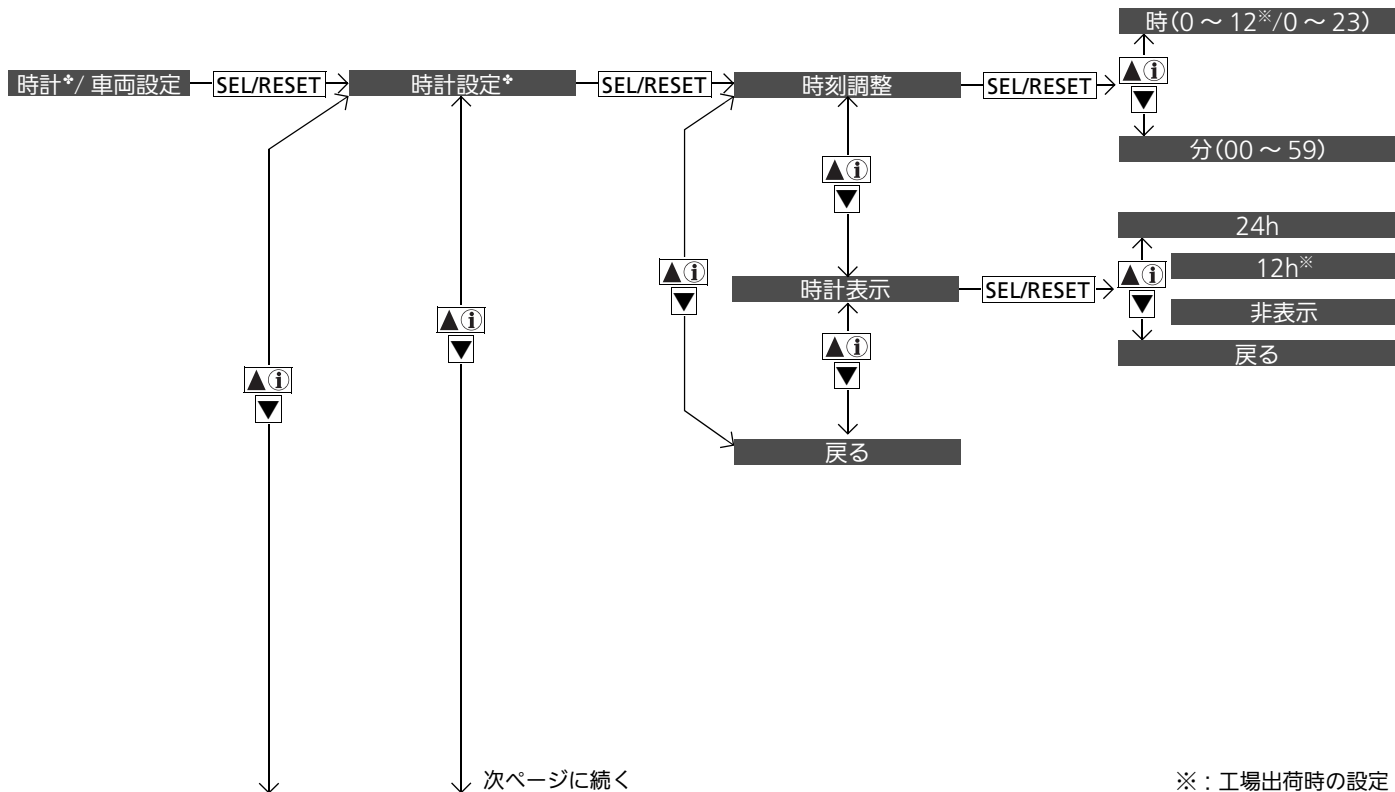 時(0 ～ 12※/0 ～ 23)
時計✤/ 車両設定 SEL/RESET 時計設定✤ SEL/RESET 時刻調整 SEL/RESET ▲ⓘ
▼
分(00 ～ 59)
▲ⓘ
▼
24h
12h※
▲ⓘ
▼
時計表示 SEL/RESET ▲ⓘ
▼
非表示
戻る
▲ⓘ
▼
▲ⓘ
▼
▲ⓘ
▼
戻る
次ページに続く
※：工場出荷時の設定